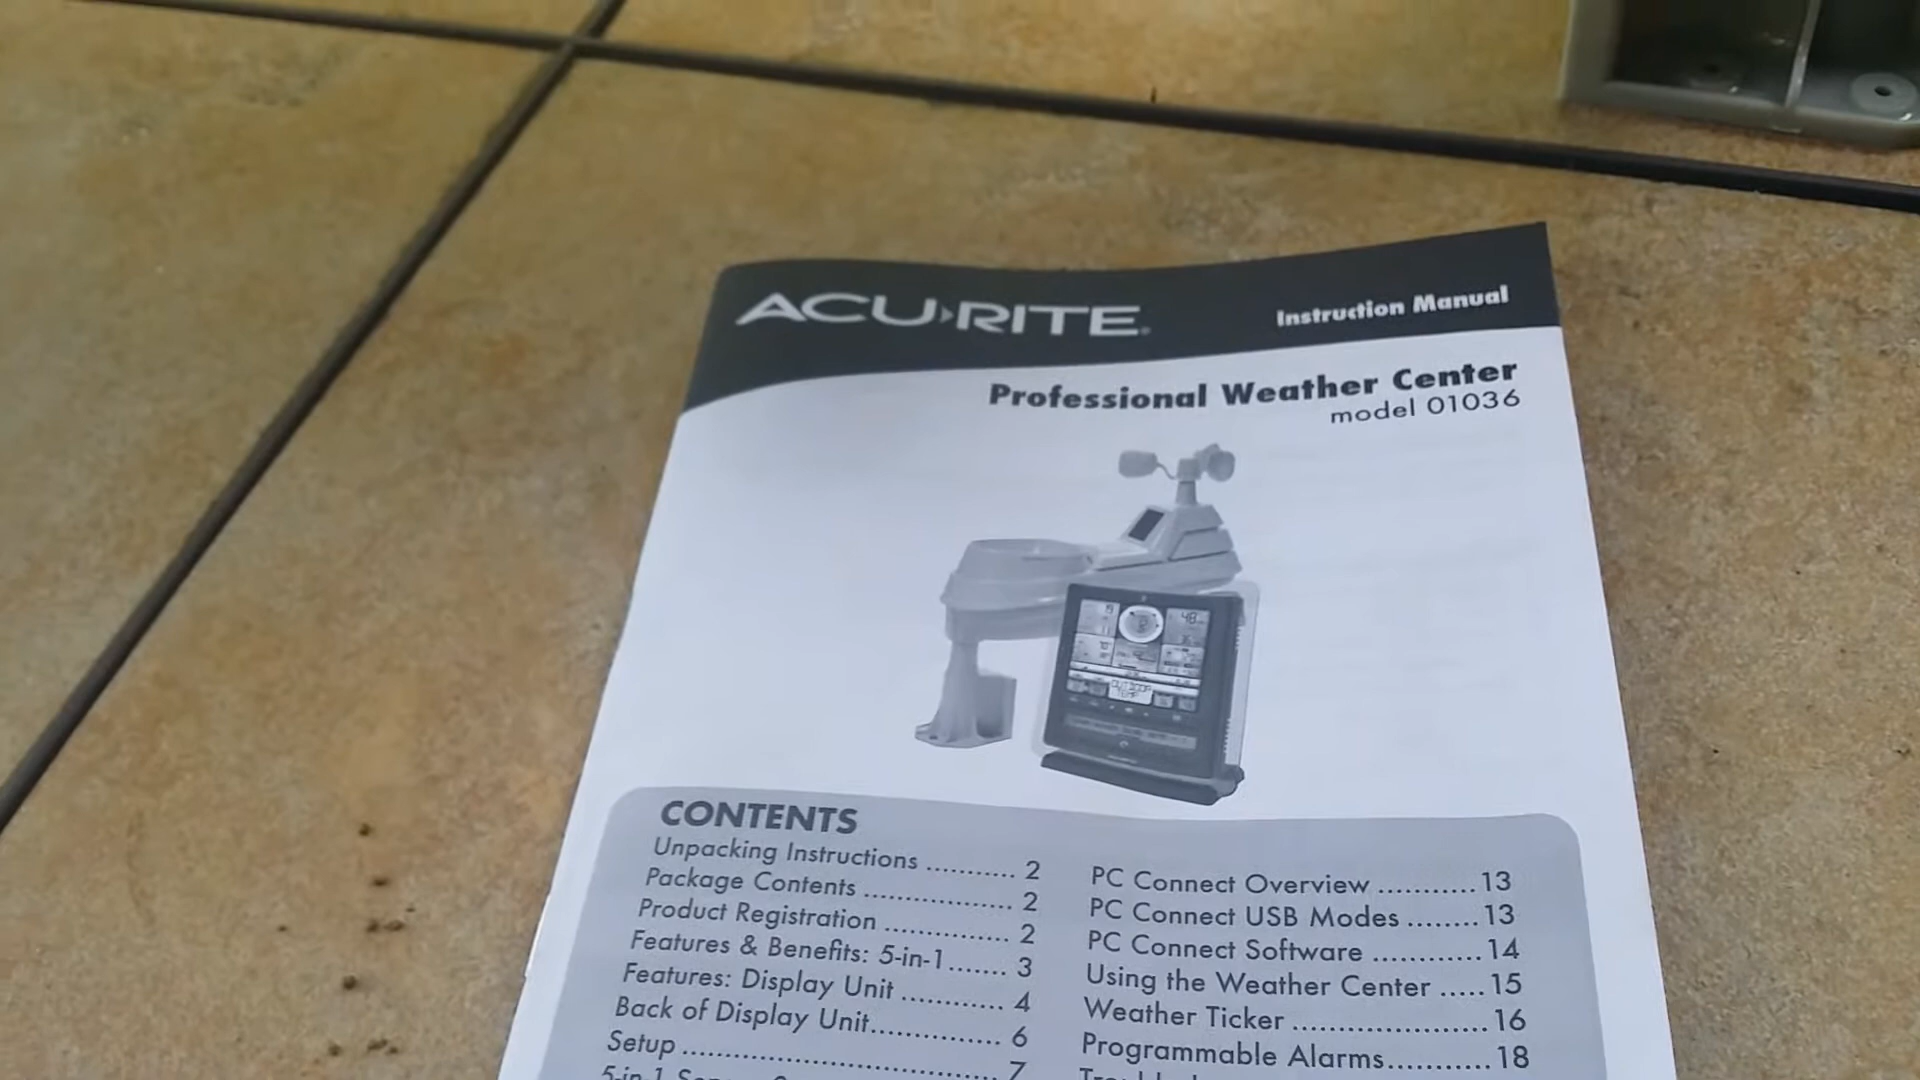 ACU▸RITE
Instruction Manual
Professional Weather Center
model 01036
OUTDOOR
TEMP
CONTENTS
Unpacking Instructions ........... 2
Package Contents .................. 2
Product Registration ............... 2
Features & Benefits: 5-in-1....... 3
Features: Display Unit ............ 4
Back of Display Unit............... 6
Setup ..................................... 7
PC Connect Overview ........... 13
PC Connect USB Modes ........ 13
PC Connect Software ............ 14
Using the Weather Center ..... 15
Weather Ticker ..................... 16
Programmable Alarms........... 18